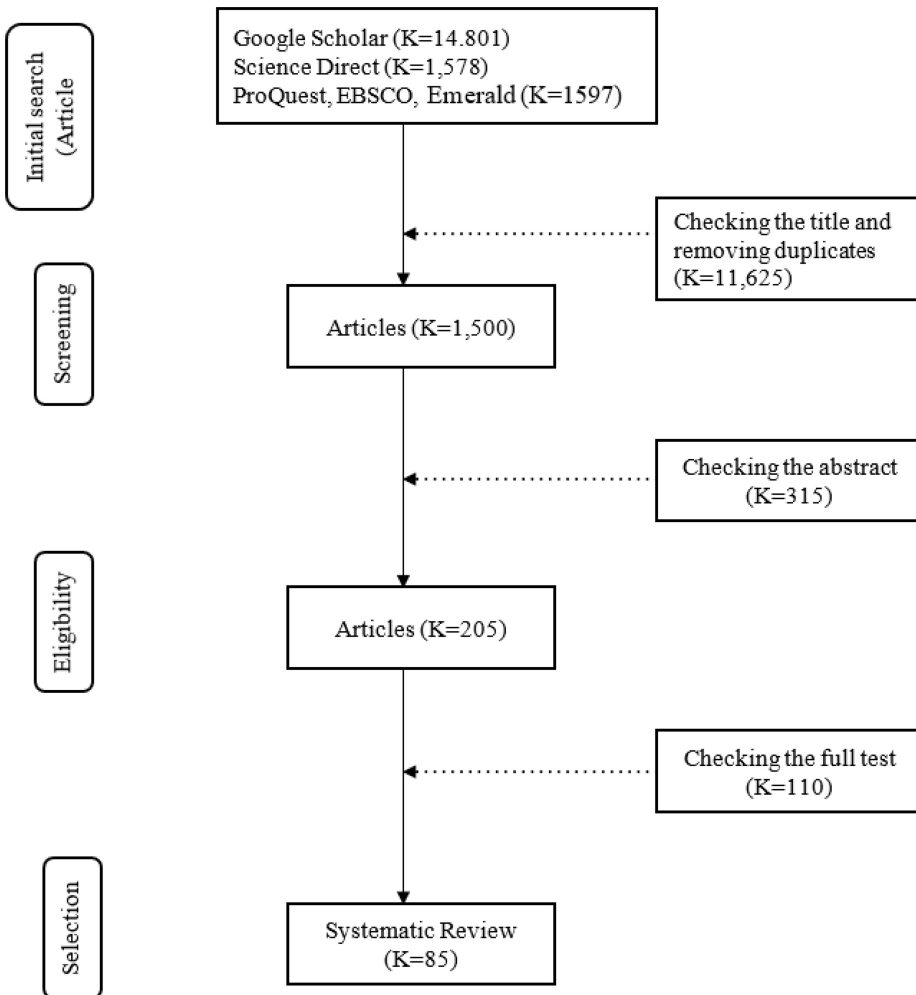 Initial search
(Article
Google Scholar (K=14.801)
Science Direct (K=1,578)
ProQuest, EBSCO, Emerald (K=1597)
Checking the title and
removing duplicates
(K=11,625)
Screening
Articles (K=1,500)
Checking the abstract
(K=315)
Eligibility
Articles (K=205)
Checking the full test
(K=110)
Selection
Systematic Review
(K=85)